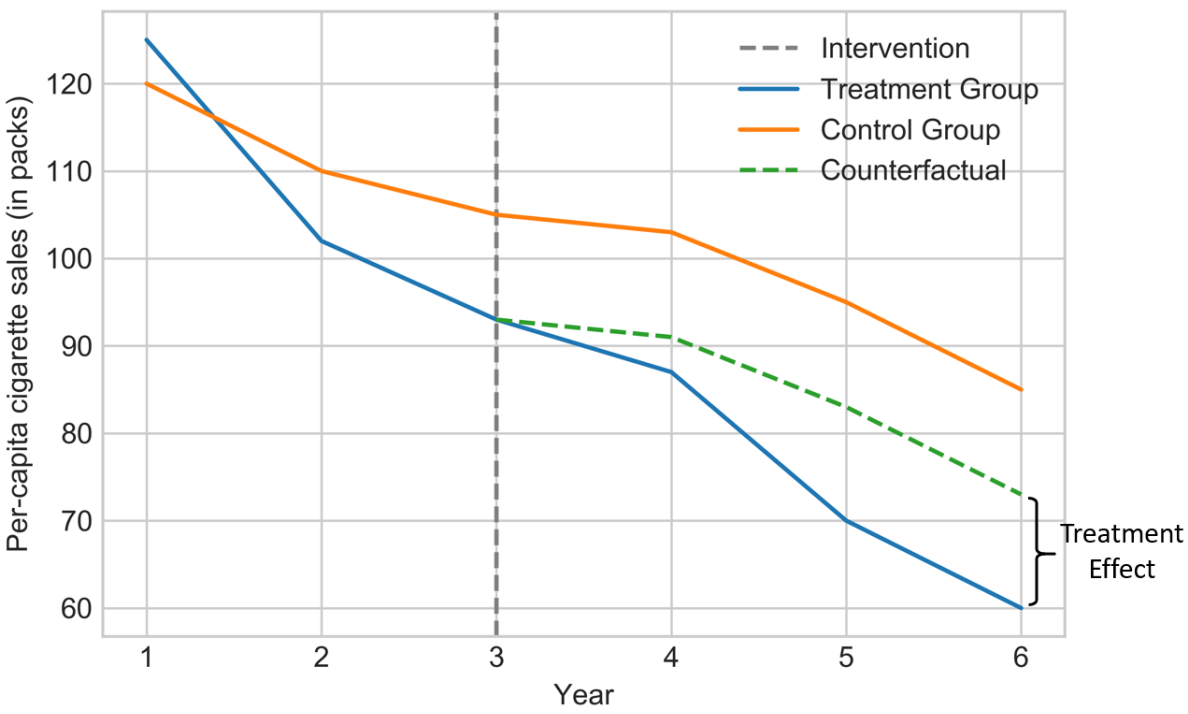 Per-capita cigarette sales (in packs)
120
110
100
90
80
70
60
Intervention
Treatment Group
Control Group
Counterfactual
Treatment
Effect
1 2 3 4 5 6
Year